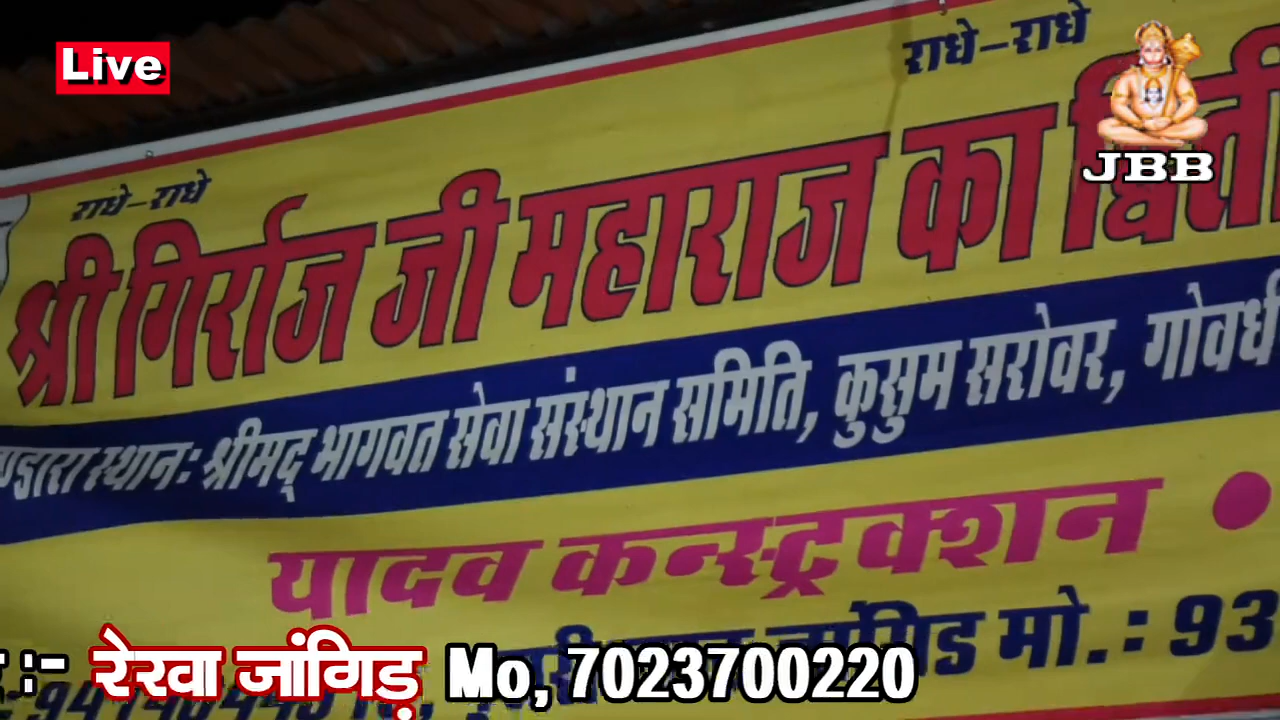 Live
राधे-राधे
JBB
राधे-राधे
श्री गिर्राज जी महाराज का
स्थान: श्रीमद् भागवत सेवा संस्थान समिति, कुसुम सरोवर,
यादव कन्स्ट्रक्शन •
जांगिड मो.: 93
:- रेखा जांगिड़ Mo, 7023700220